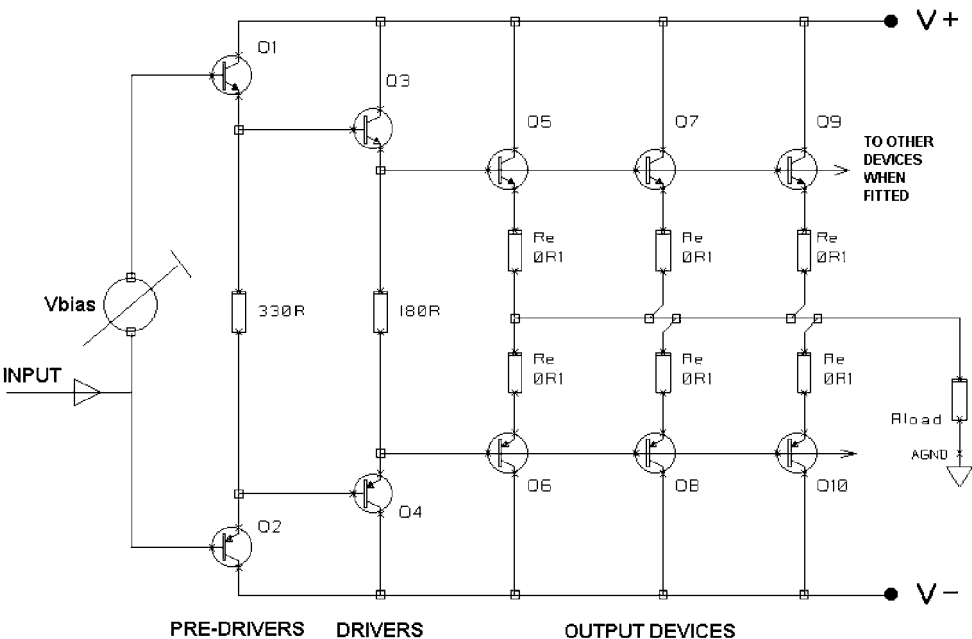 V+
Q1
Q3
Q5
Q7
Q9
TO OTHER
DEVICES
WHEN
FITTED
Re
0R1
Re
0R1
Re
0R1
Vbias
330R
180R
INPUT
Re
0R1
Re
0R1
Re
0R1
Rload
AGND
Q6
Q8
Q10
Q4
Q2
V-
PRE-DRIVERS
DRIVERS
OUTPUT DEVICES